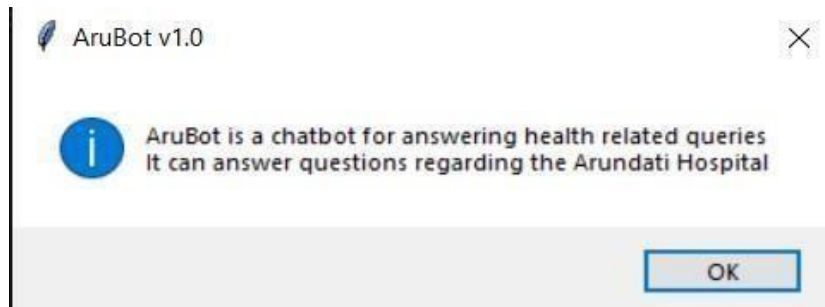 AruBot v1.0
AruBot is a chatbot for answering health related queries
It can answer questions regarding the Arundati Hospital
OK